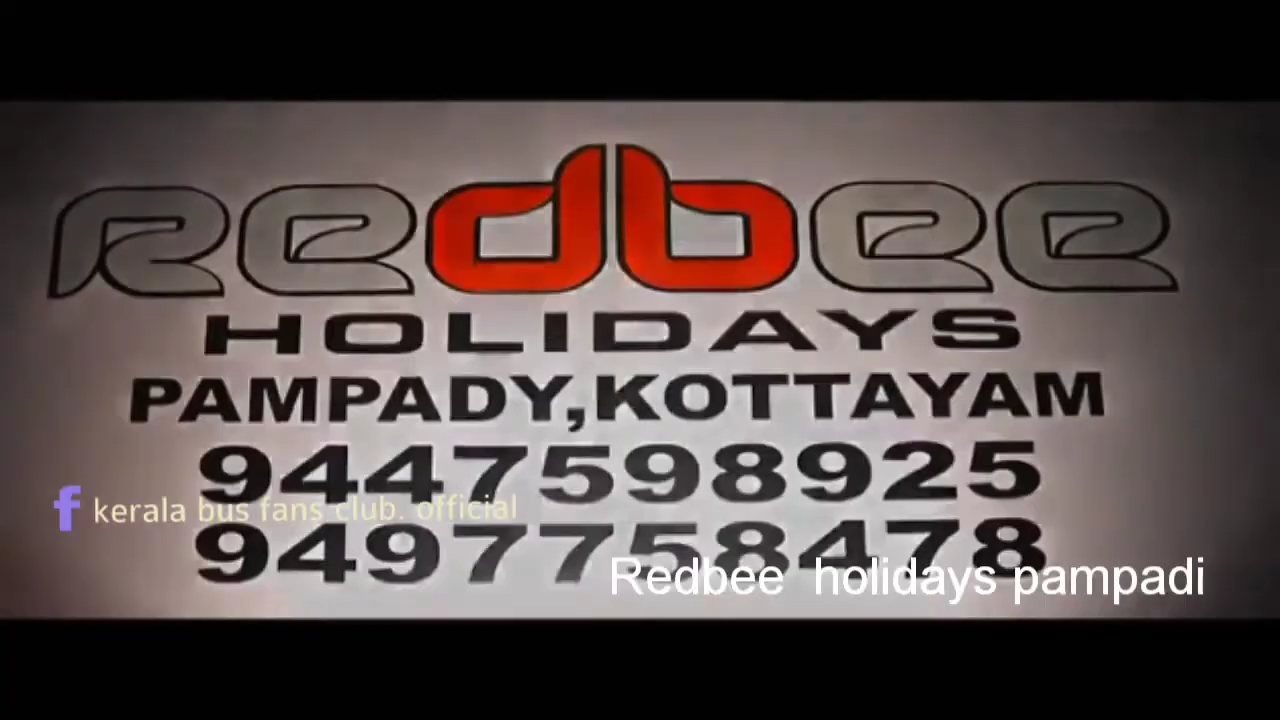 redbee
HOLIDAYS
PAMPADY,KOTTAYAM
9447598925
f kerala bus fans club. official
9497758478
Redbee holidays pampadi